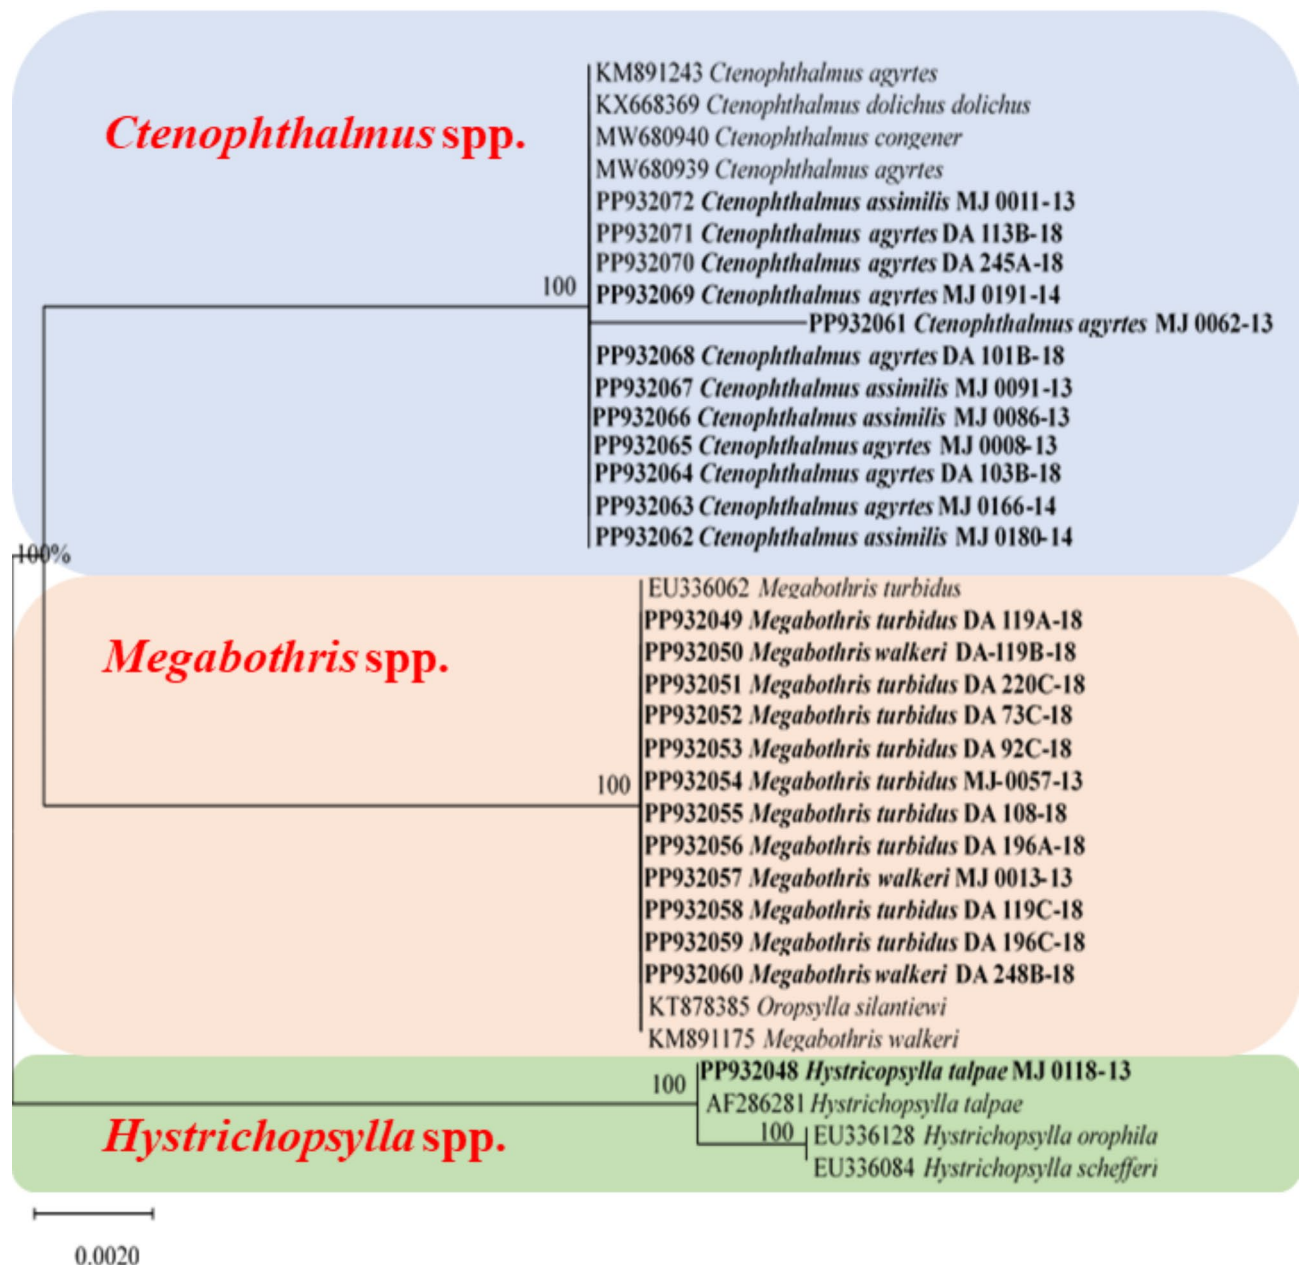 KM891243 Ctenophthalmus agyrtes
KX668369 Ctenophthalmus dolichus dolichus
Ctenophthalmus spp.
MW680940 Ctenophthalmus congener
MW680939 Ctenophthalmus agyrtes
PP932072 Ctenophthalmus assimilis MJ 0011-13
PP932071 Ctenophthalmus agyrtes DA 113B-18
PP932070 Ctenophthalmus agyrtes DA 245A-18
100
PP932069 Ctenophthalmus agyrtes MJ 0191-14
PP932061 Ctenophthalmus agyrtes MJ 0062-13
PP932068 Ctenophthalmus agyrtes DA 101B-18
PP932067 Ctenophthalmus assimilis MJ 0091-13
PP932066 Ctenophthalmus assimilis MJ 0086-13
PP932065 Ctenophthalmus agyrtes MJ 0008-13
PP932064 Ctenophthalmus agyrtes DA 103B-18
PP932063 Ctenophthalmus agyrtes MJ 0166-14
PP932062 Ctenophthalmus assimilis MJ 0180-14
100%
EU336062 Megabothris turbidus
PP932049 Megabothris turbidus DA 119A-18
Megabothris spp.
PP932050 Megabothris walkeri DA-119B-18
PP932051 Megabothris turbidus DA 220C-18
PP932052 Megabothris turbidus DA 73C-18
PP932053 Megabothris turbidus DA 92C-18
100
PP932054 Megabothris turbidus MJ-0057-13
PP932055 Megabothris turbidus DA 108-18
PP932056 Megabothris turbidus DA 196A-18
PP932057 Megabothris walkeri MJ 0013-13
PP932058 Megabothris turbidus DA 119C-18
PP932059 Megabothris turbidus DA 196C-18
PP932060 Megabothris walkeri DA 248B-18
KT878385 Oropsylla silantiewi
KM891175 Megabothris walkeri
100
PP932048 Hystricopsylla talpae MJ 0118-13
AF286281 Hystrichopsylla talpae
Hystrichopsylla spp.
100
EU336128 Hystrichopsylla orophila
EU336084 Hystrichopsylla schefferi
0.0020